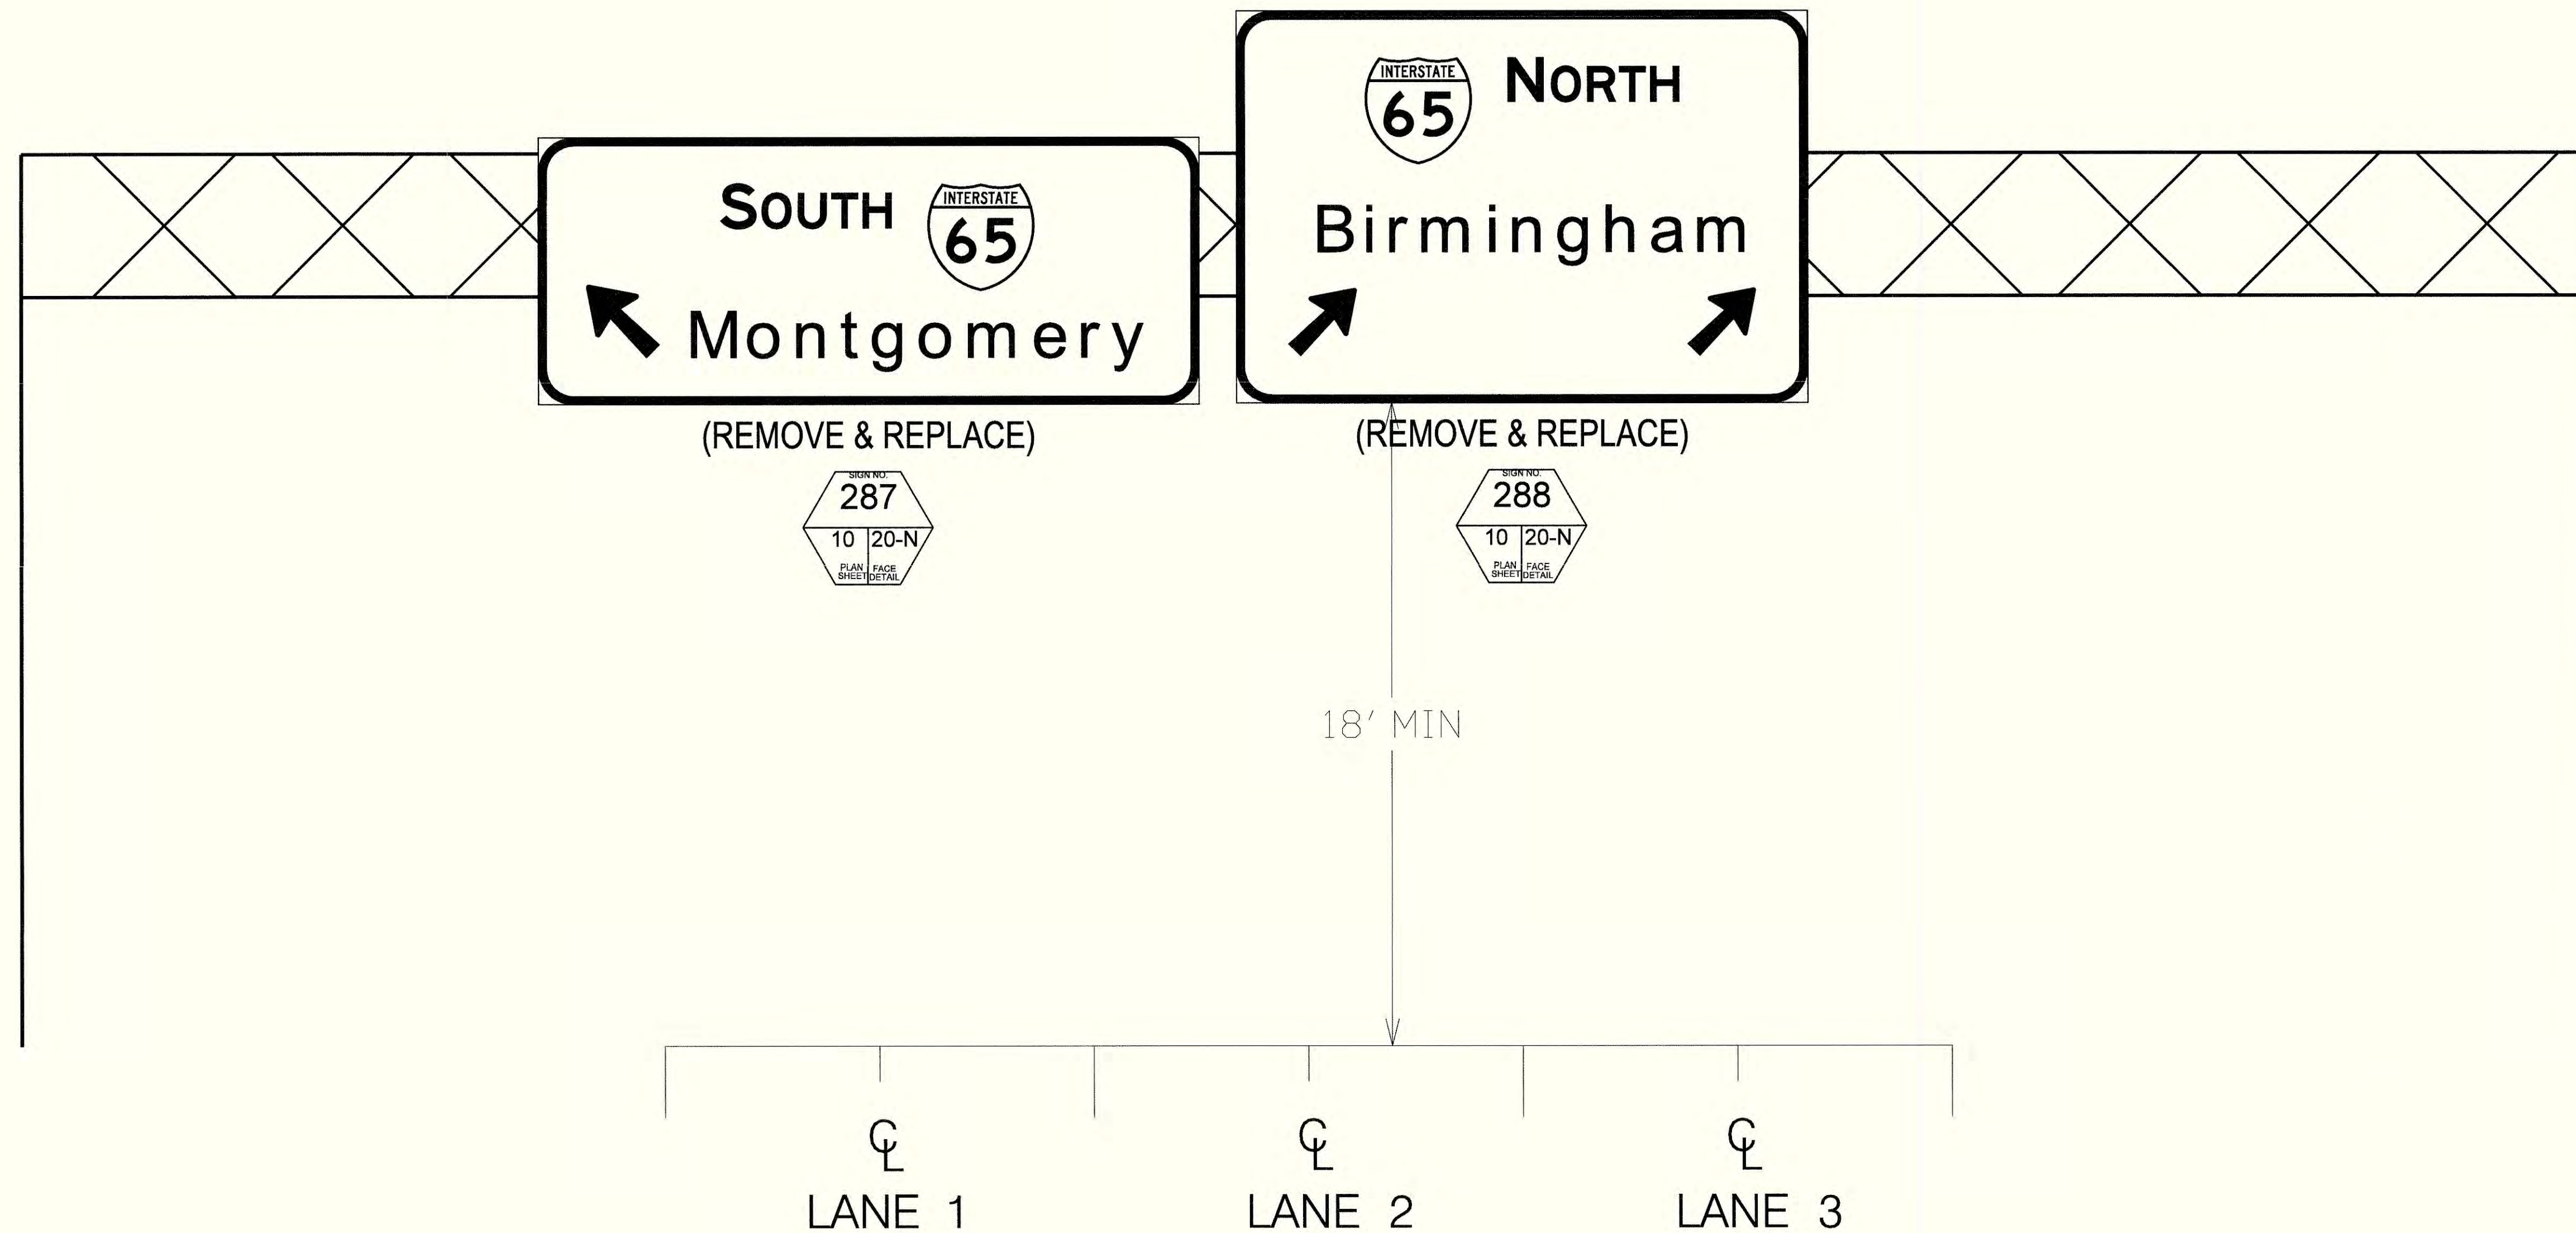 SOUTH
INTERSTATE
65
Montgomery
(REMOVE & REPLACE)
SIGN NO.
287
10
20-N
PLAN
SHEET
FACE
DETAIL
INTERSTATE
65
NORTH
Birmingham
(REMOVE & REPLACE)
SIGN NO.
288
10
20-N
PLAN
SHEET
FACE
DETAIL
18' MIN
CL
LANE 1
CL
LANE 2
CL
LANE 3